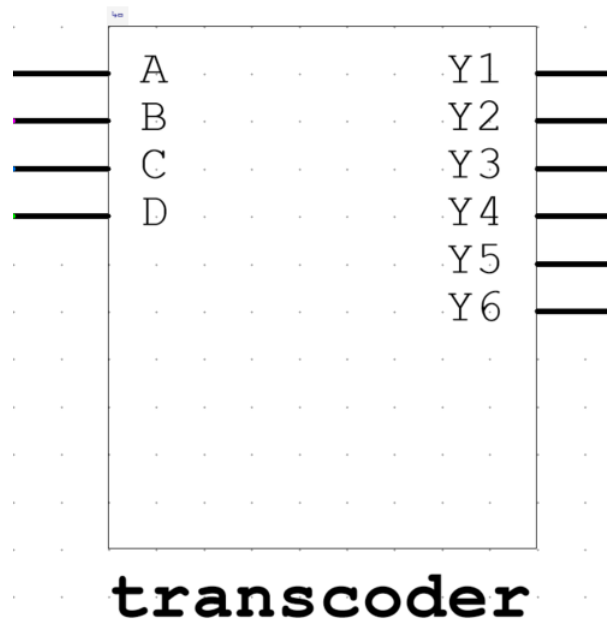 A Y1
B Y2
C Y3
D Y4
Y5
Y6
transcoder